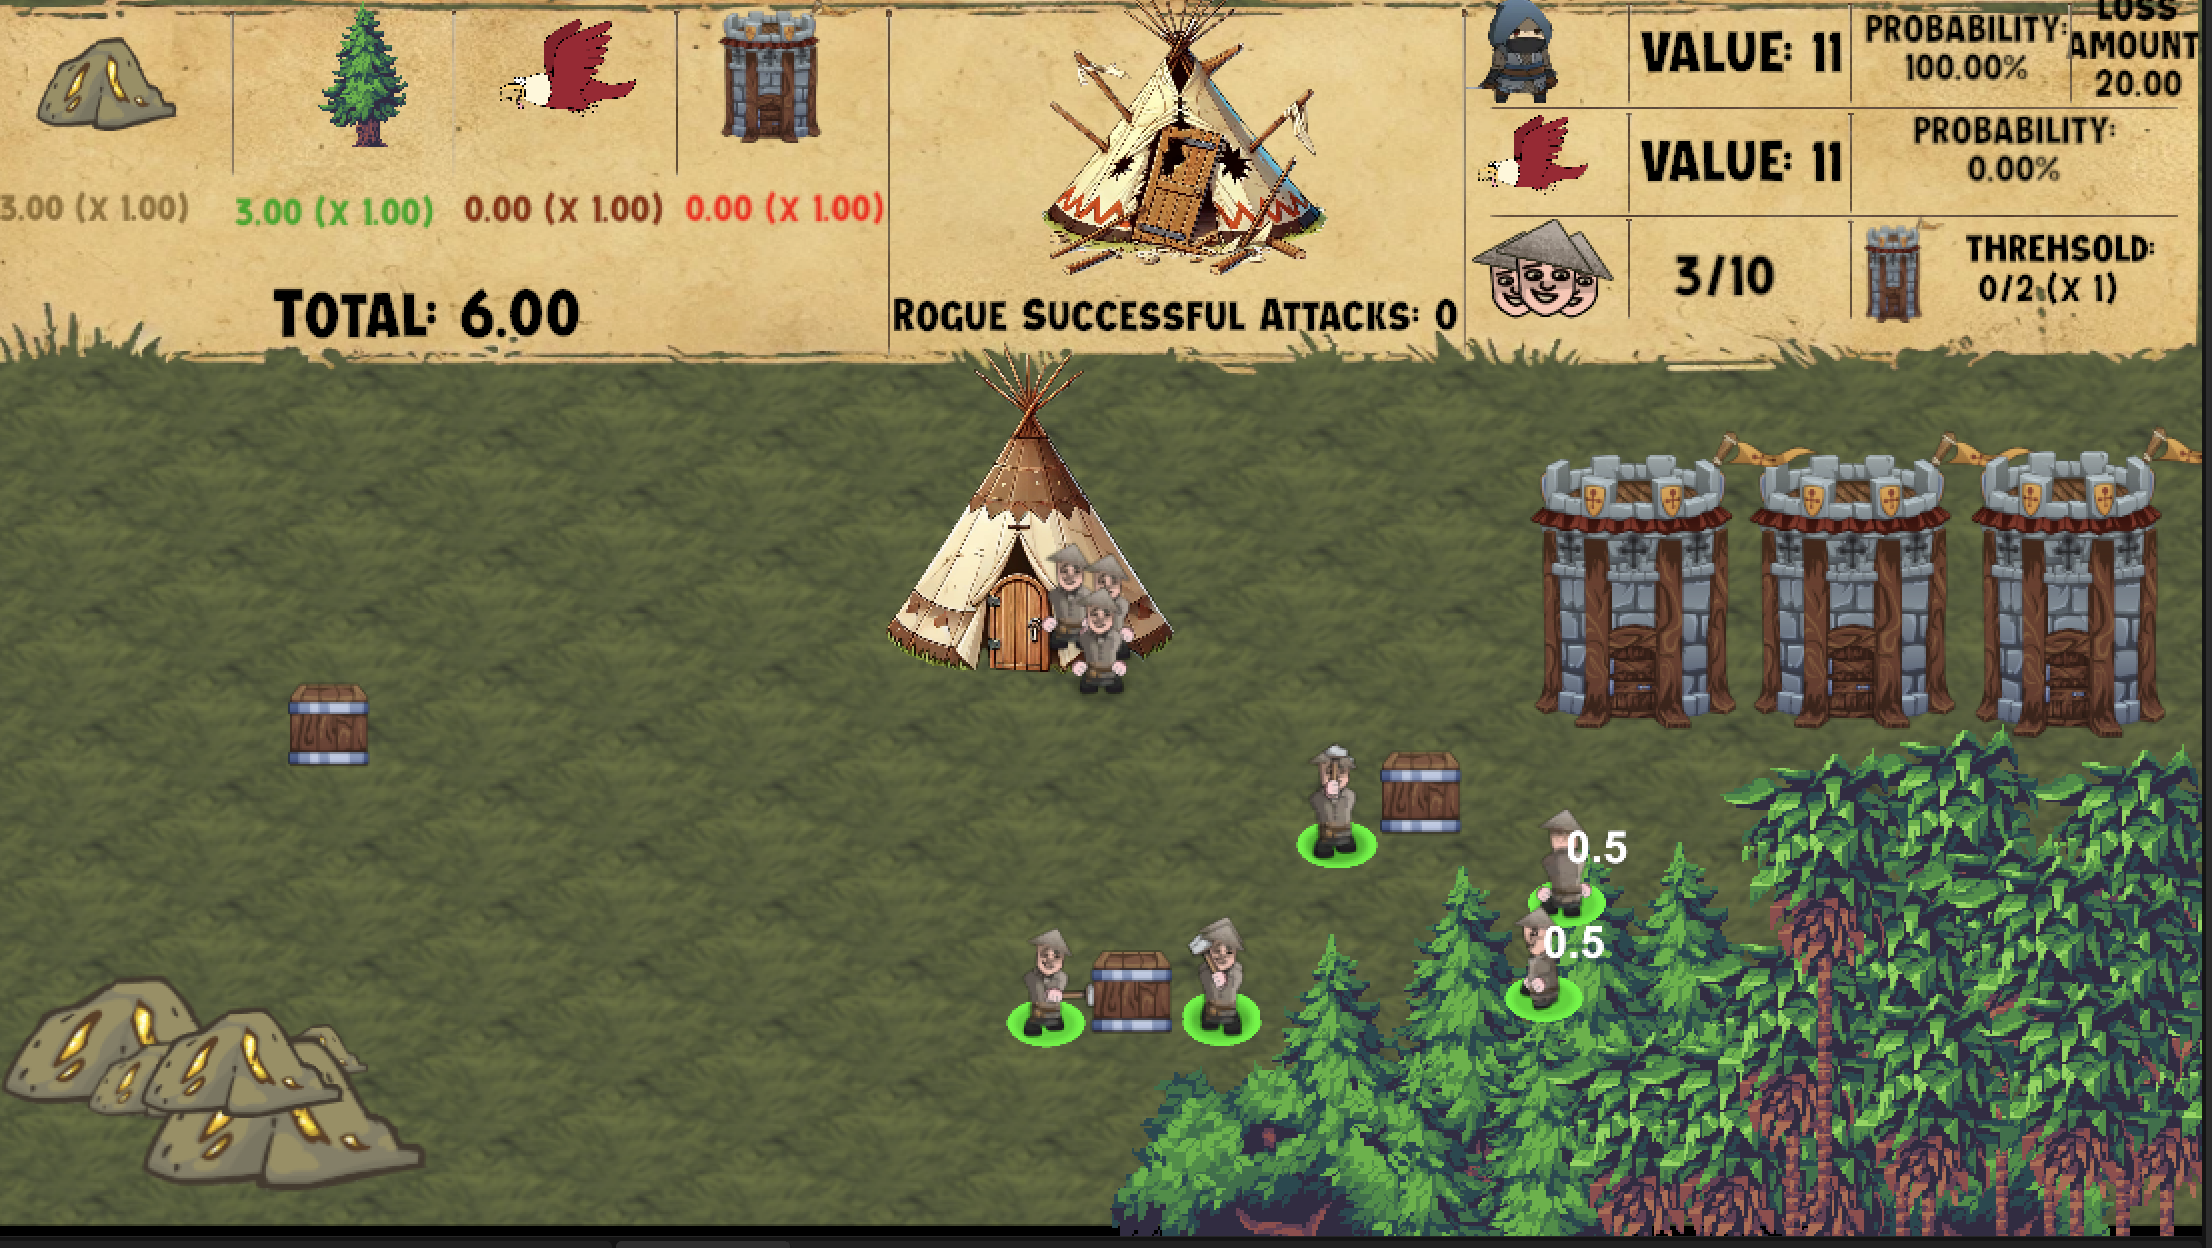 3.00 (X 1.00)
3.00 (X 1.00)
0.00 (X 1.00)
0.00 (X 1.00)
TOTAL: 6.00
ROGUE SUCCESSFUL ATTACKS: 0
VALUE: 11
PROBABILITY:
100.00%
LOSS
AMOUNT
20.00
VALUE: 11
PROBABILITY:
0.00%
3/10
THREHSOLD:
0/2 (X 1)
0.5
0.5